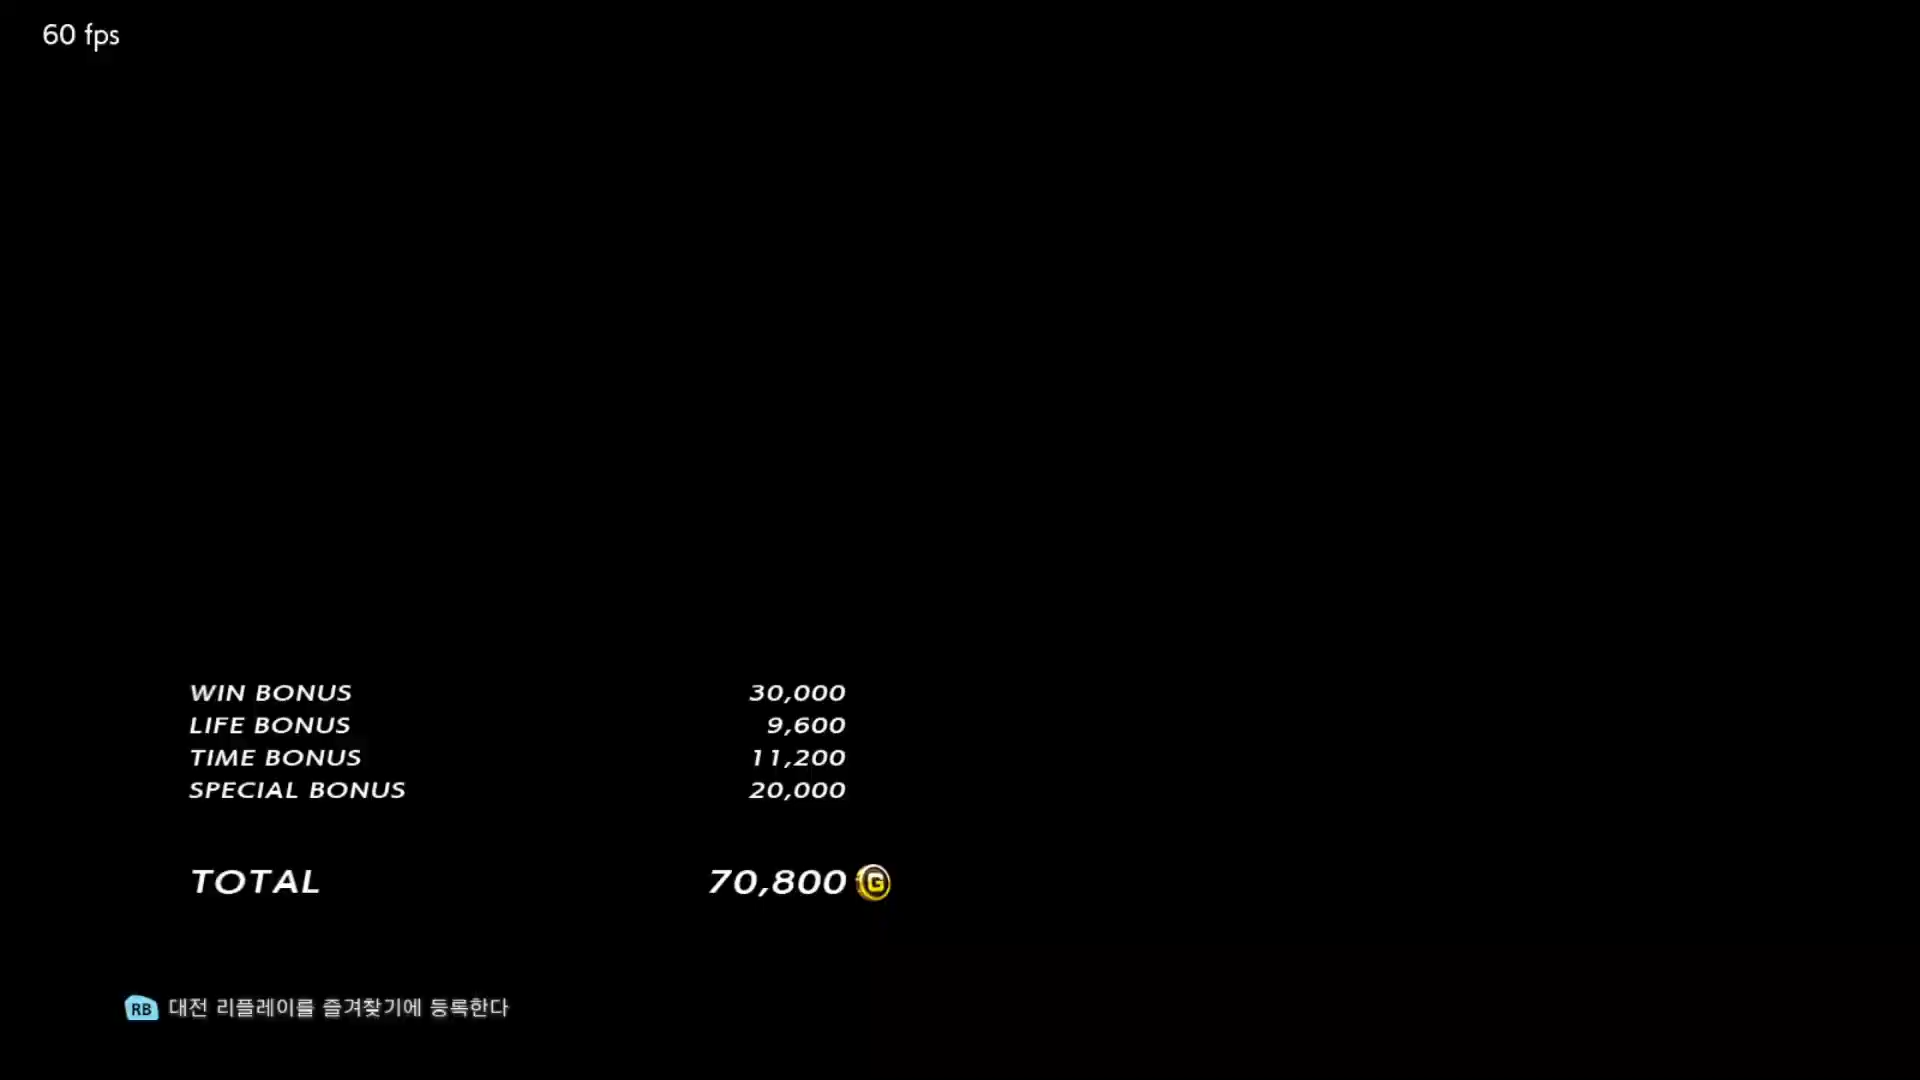 60 fps
WIN BONUS 30,000
LIFE BONUS 9,600
TIME BONUS 11,200
SPECIAL BONUS 20,000
TOTAL 70,800 G
RB 대전 리플레이를 즐겨찾기에 등록한다